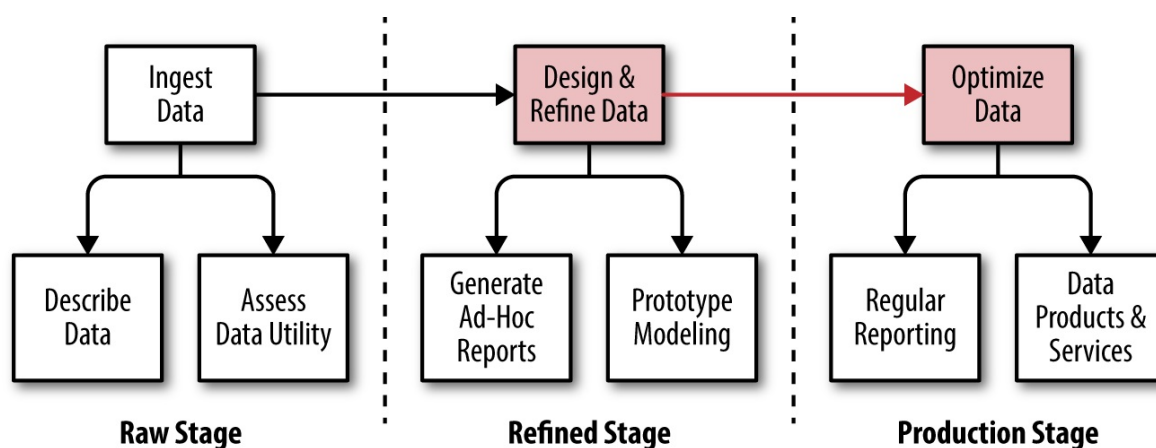 Ingest
Data
Design &
Refine Data
Optimize
Data
Describe
Data
Assess
Data Utility
Generate
Ad-Hoc
Reports
Prototype
Modeling
Regular
Reporting
Data
Products &
Services
Raw Stage
Refined Stage
Production Stage